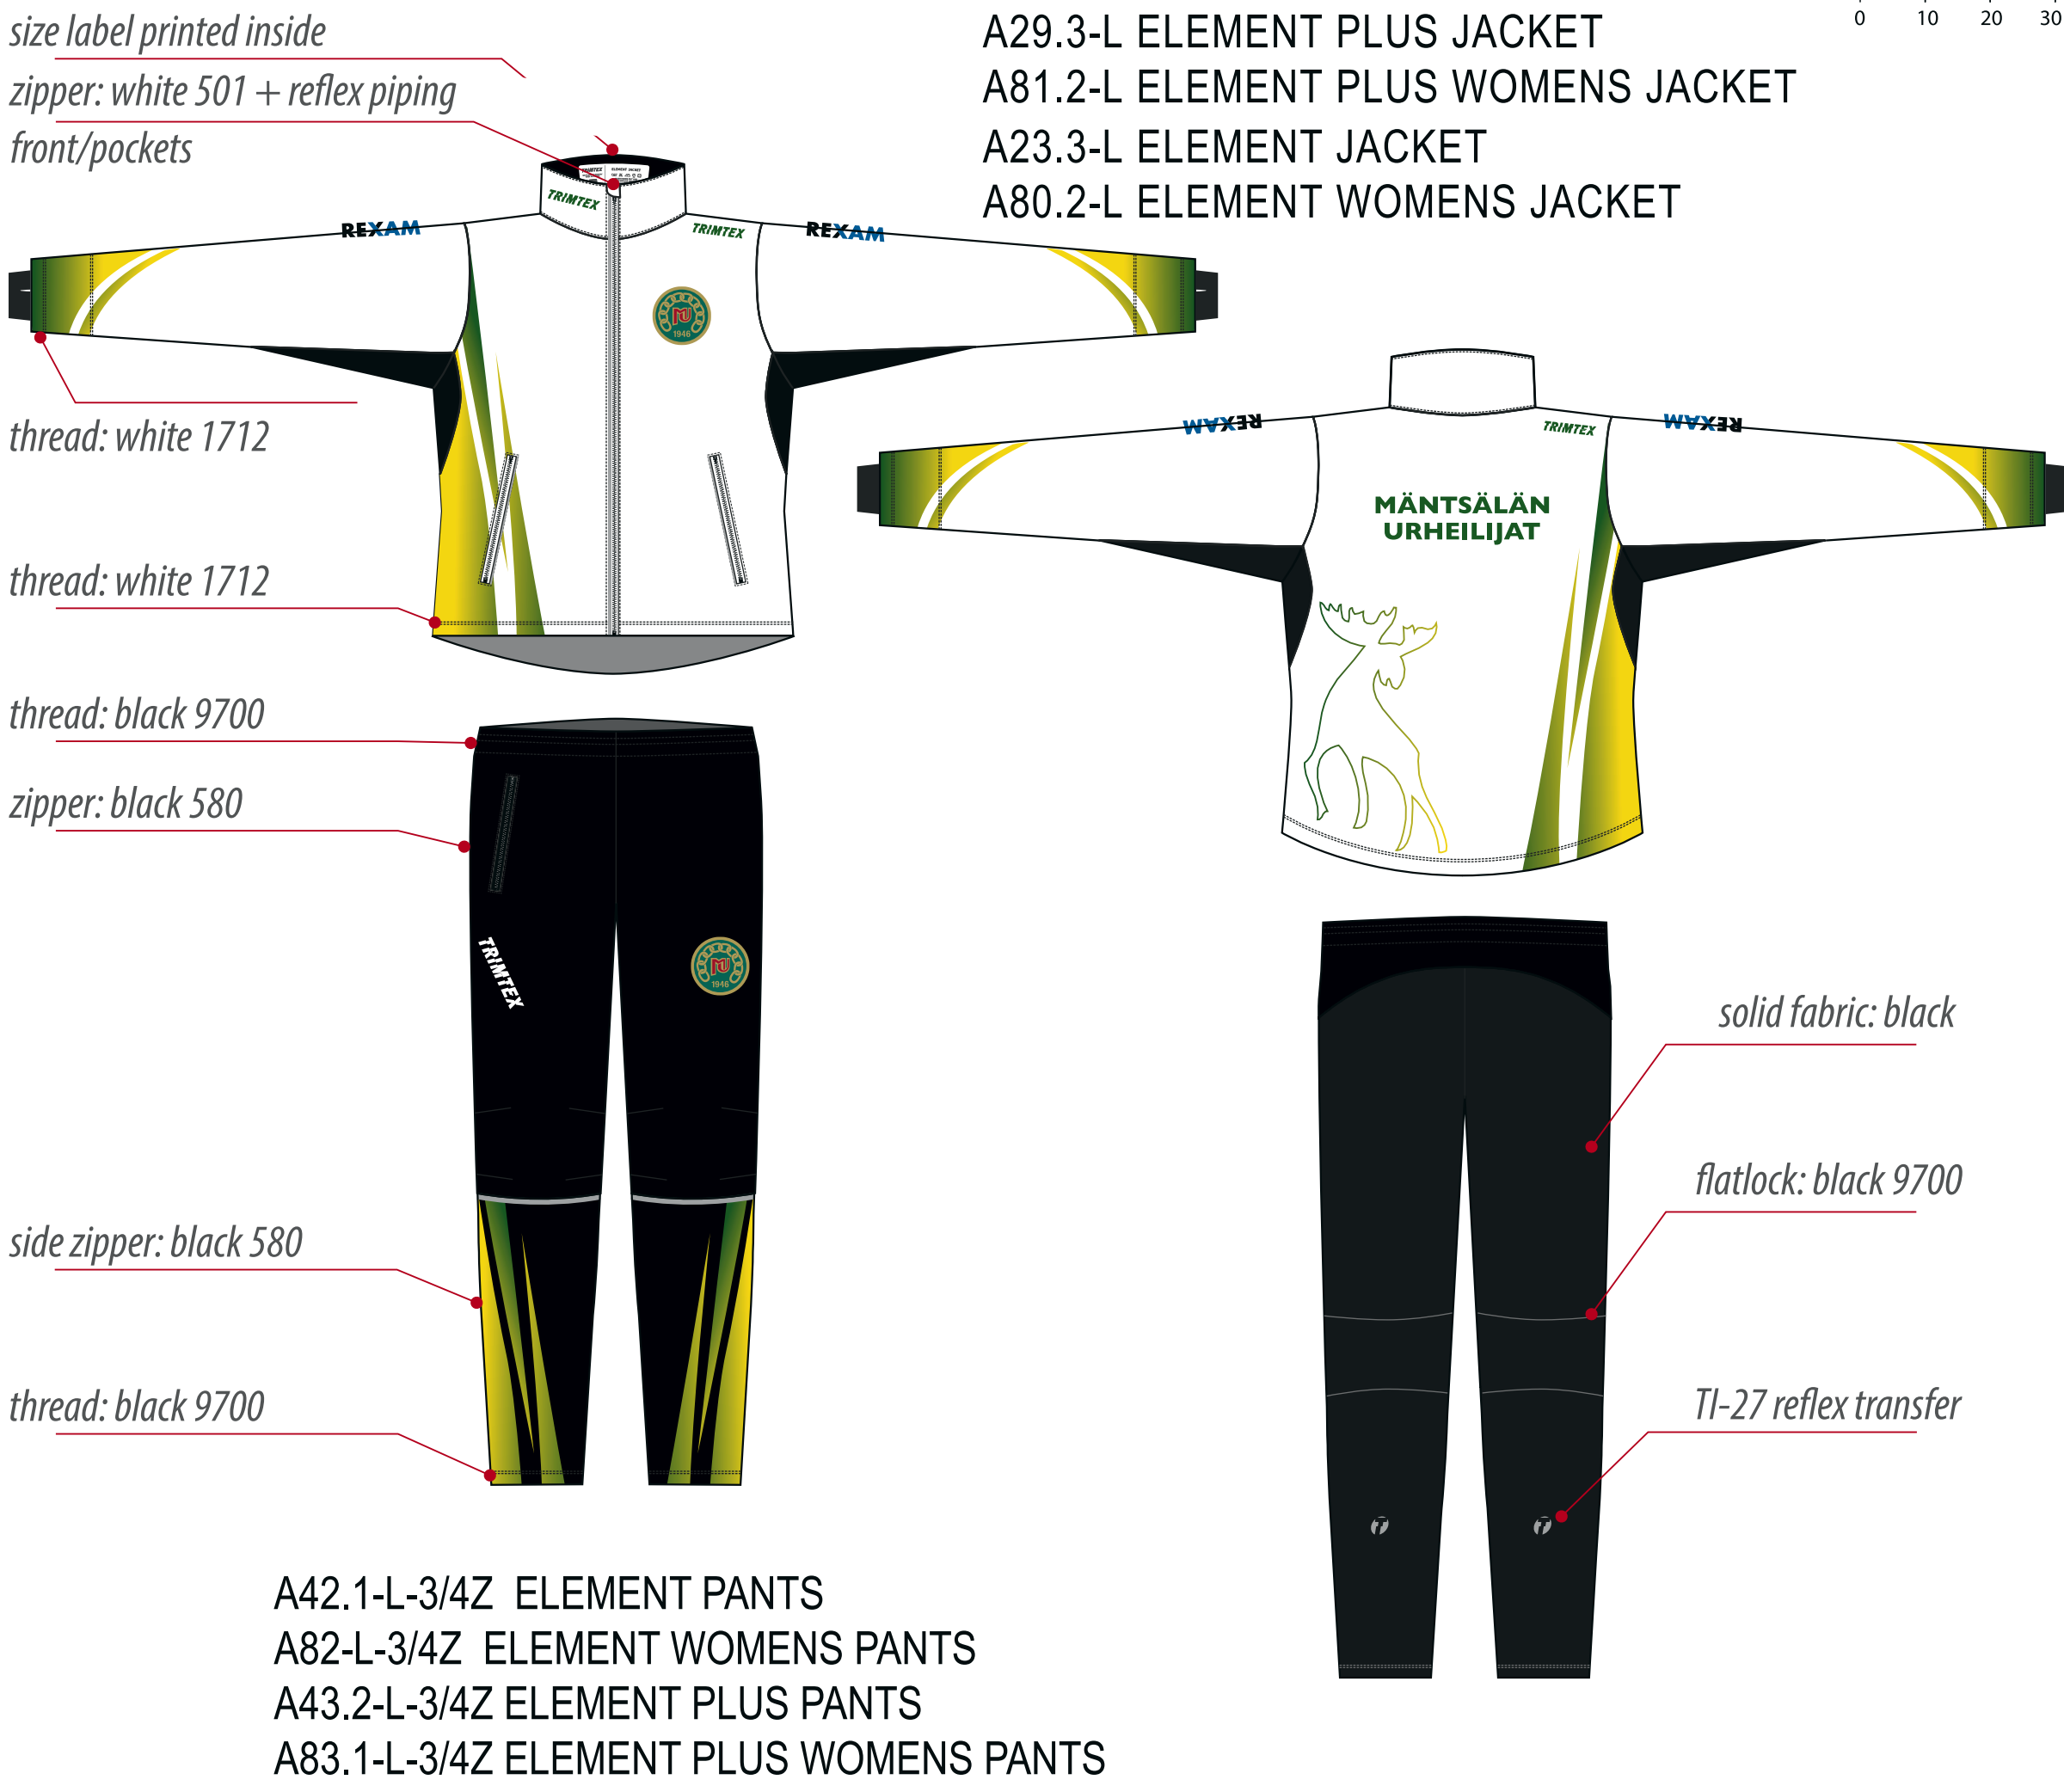 size label printed inside
zipper: white 501 + reflex piping
front/pockets
A29.3-L ELEMENT PLUS JACKET
A81.2-L ELEMENT PLUS WOMENS JACKET
A23.3-L ELEMENT JACKET
A80.2-L ELEMENT WOMENS JACKET
0 10 20 30
TRIMTEX ELEMENT JACKET
TRIMTEX
REXAM
TRIMTEX
REXAM
1946
thread: white 1712
thread: white 1712
REXAM
TRIMTEX
REXAM
MÄNTSÄLÄN
URHEILIJAT
thread: black 9700
zipper: black 580
TRIMTEX
1946
side zipper: black 580
thread: black 9700
solid fabric: black
flatlock: black 9700
TI-27 reflex transfer
A42.1-L-3/4Z ELEMENT PANTS
A82-L-3/4Z ELEMENT WOMENS PANTS
A43.2-L-3/4Z ELEMENT PLUS PANTS
A83.1-L-3/4Z ELEMENT PLUS WOMENS PANTS